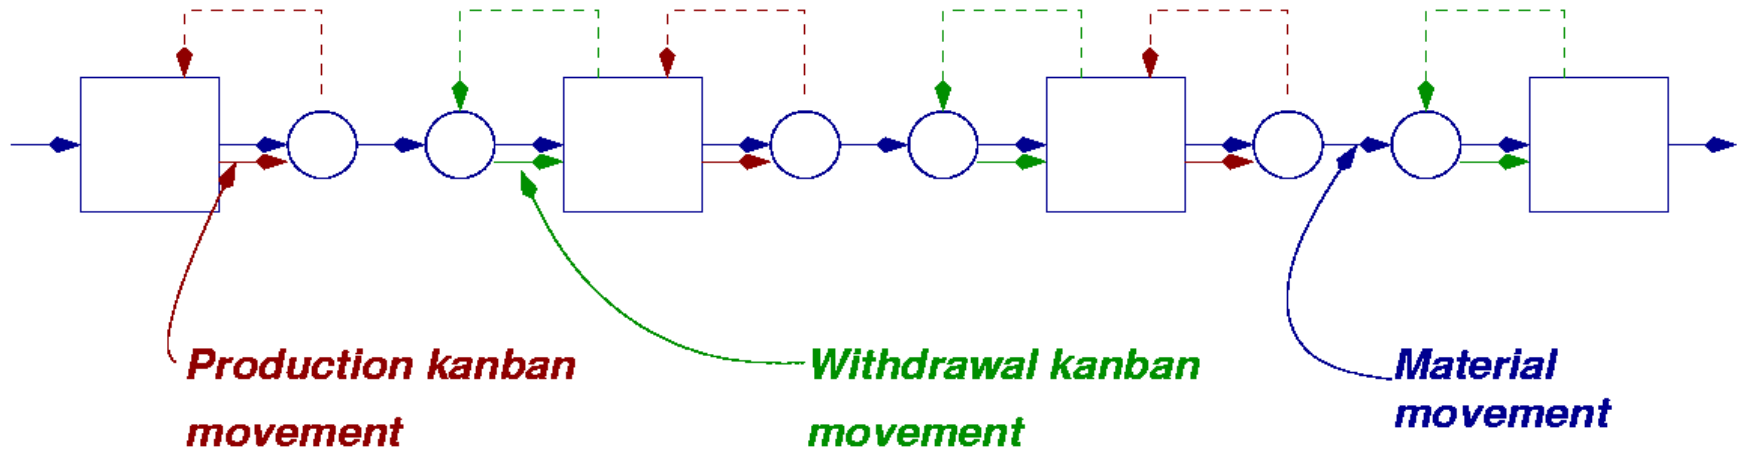 Production kanban
movement
Withdrawal kanban
movement
Material
movement